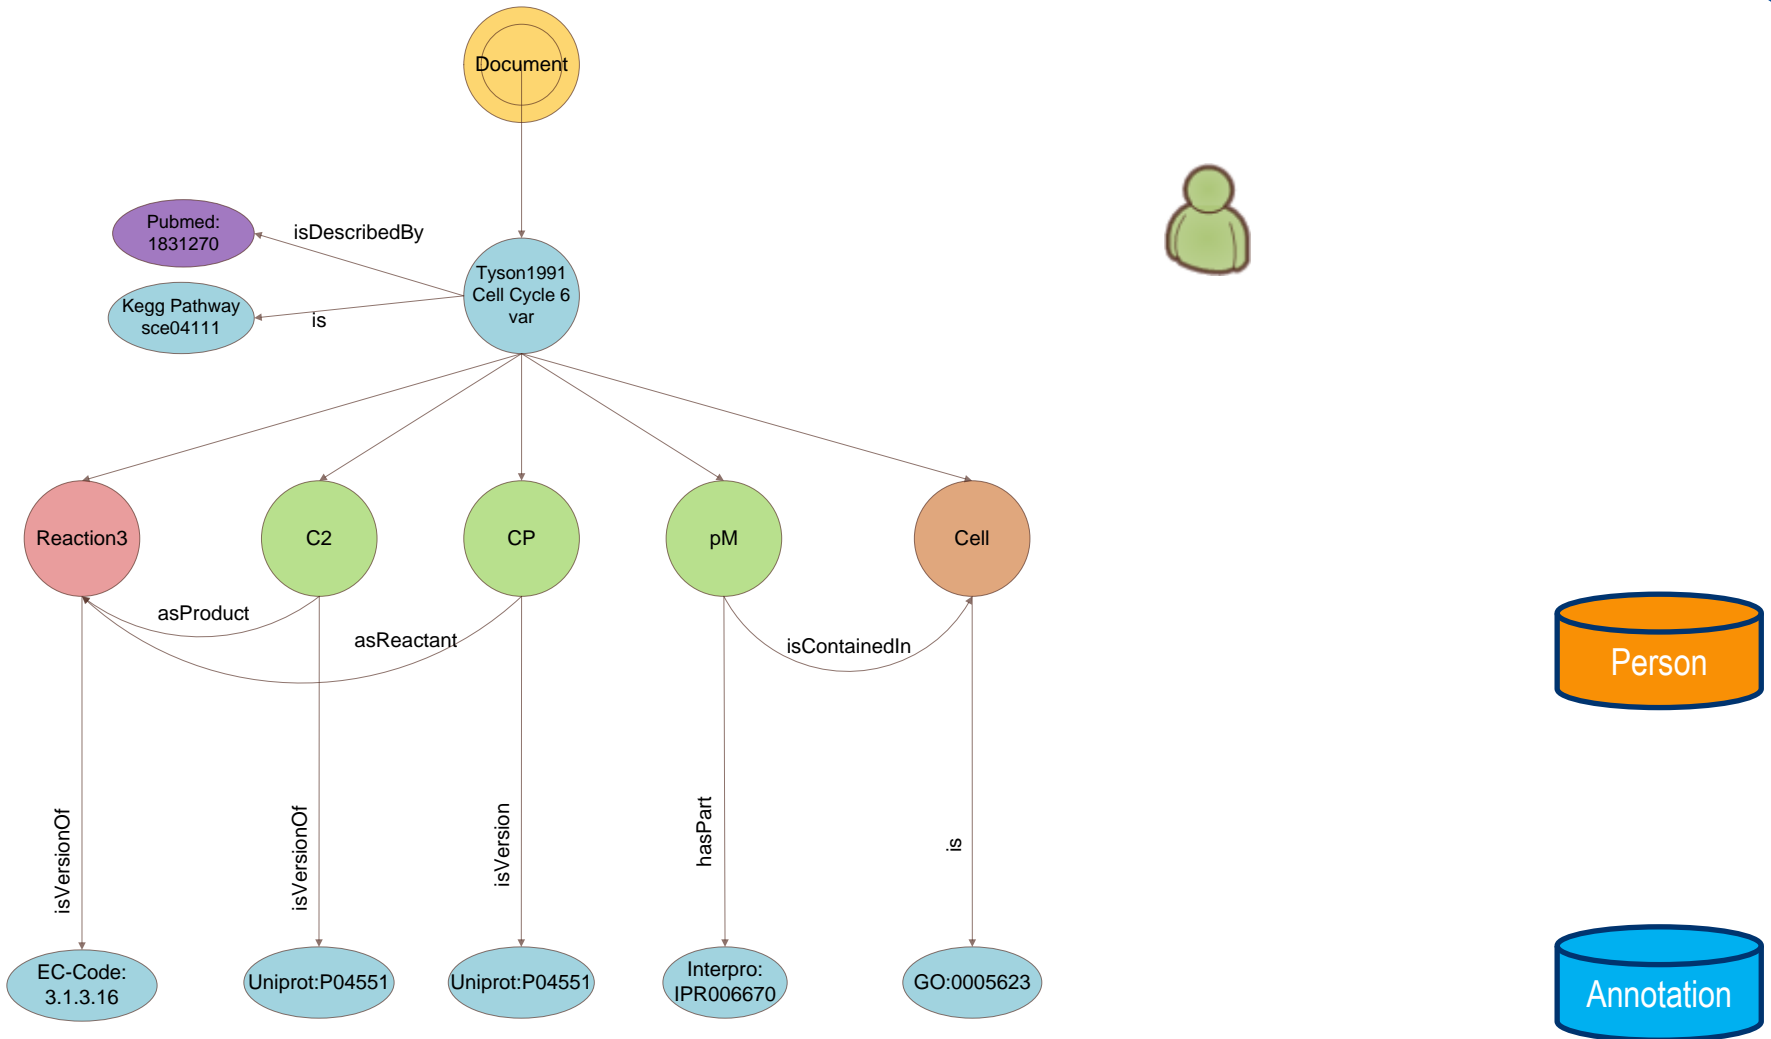 Document
Pubmed:
1831270
isDescribedBy
Tyson1991
Cell Cycle 6
var
Kegg Pathway
sce04111
is
Reaction3
C2
CP
pM
Cell
asProduct
asReactant
isContainedIn
isVersionOf
isVersionOf
isVersion
hasPart
is
Person
EC-Code:
3.1.3.16
Uniprot:P04551
Uniprot:P04551
Interpro:
IPR006670
GO:0005623
Annotation